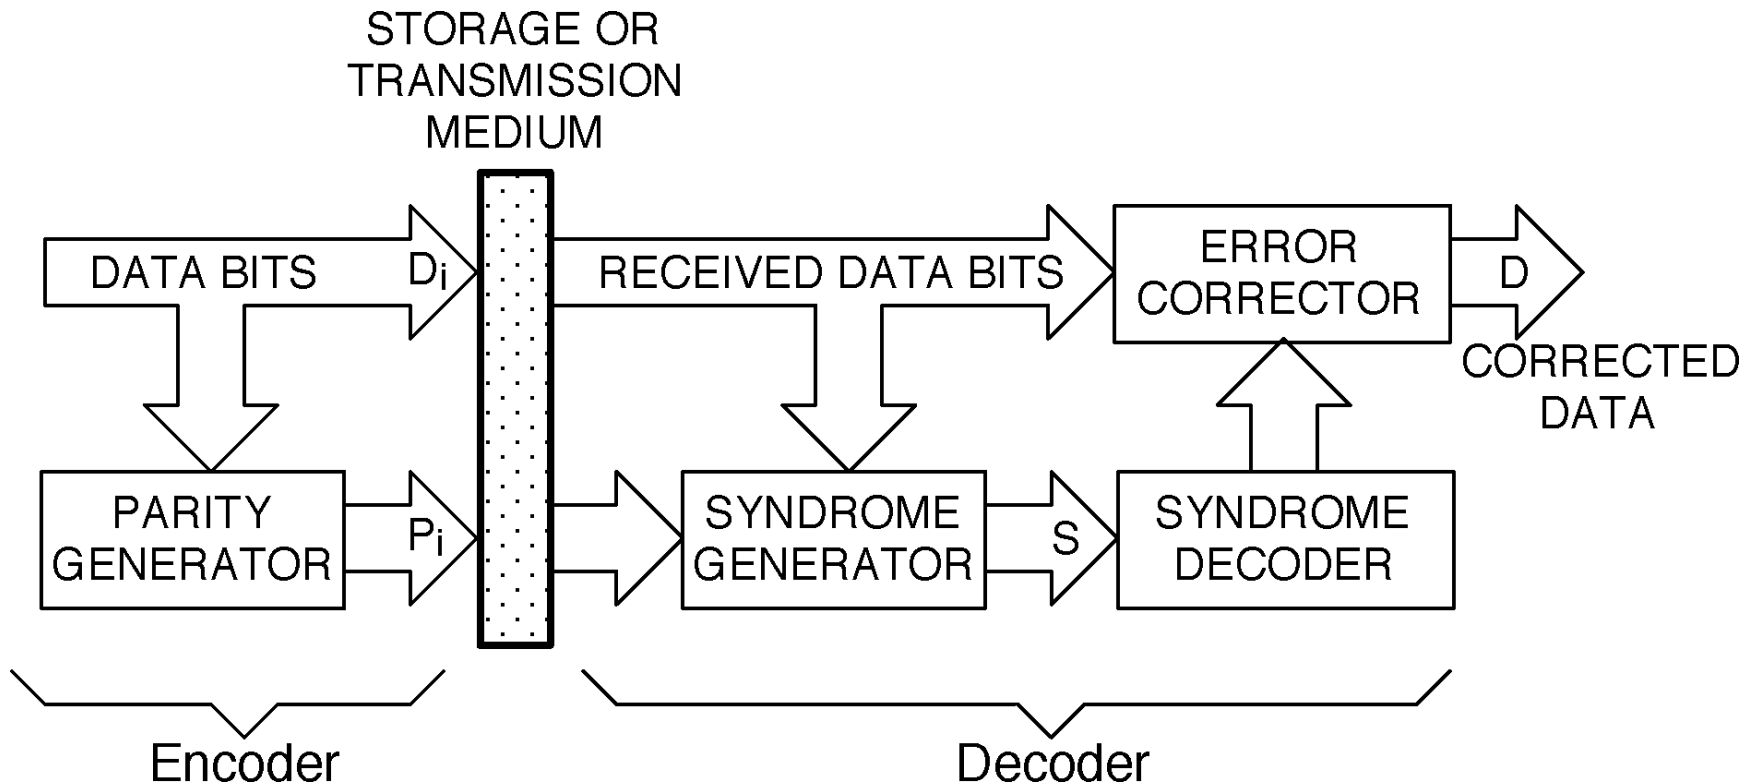 STORAGE OR
TRANSMISSION
MEDIUM
DATA BITS
Di
RECEIVED DATA BITS
ERROR
CORRECTOR
D
CORRECTED
DATA
PARITY
GENERATOR
Pi
SYNDROME
GENERATOR
S
SYNDROME
DECODER
Encoder
Decoder